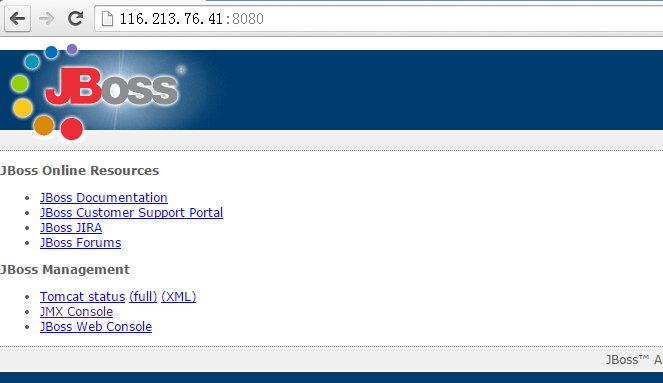 116.213.76.41:8080
JBoss®
JBoss Online Resources
JBoss Documentation
JBoss Customer Support Portal
JBoss JIRA
JBoss Forums
JBoss Management
Tomcat status (full) (XML)
JMX Console
JBoss Web Console
JBoss™ A